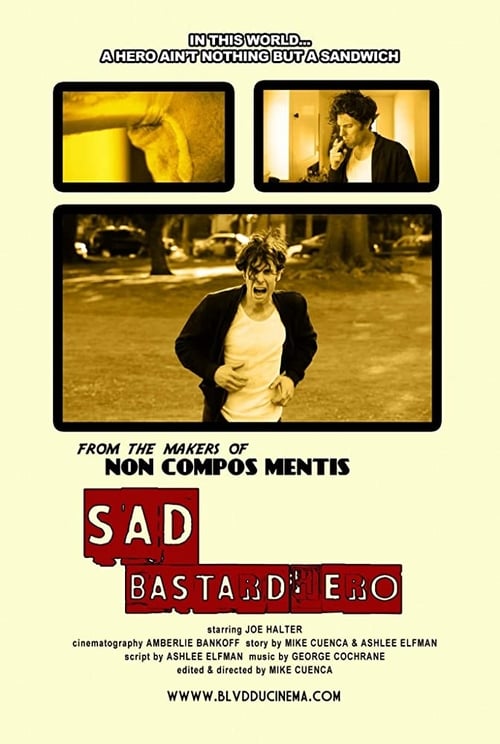 IN THIS WORLD...
A HERO AIN'T NOTHING BUT A SANDWICH
FROM THE MAKERS OF
NON COMPOS MENTIS
SAD
BASTARD HERO
starring JOE HALTER
cinematography AMBERLIE BANKOFF story by MIKE CUENCA & ASHLEE ELFMAN
script by ASHLEE ELFMAN music by GEORGE COCHRANE
edited & directed by MIKE CUENCA
WWW.BLVDDUCINEMA.COM